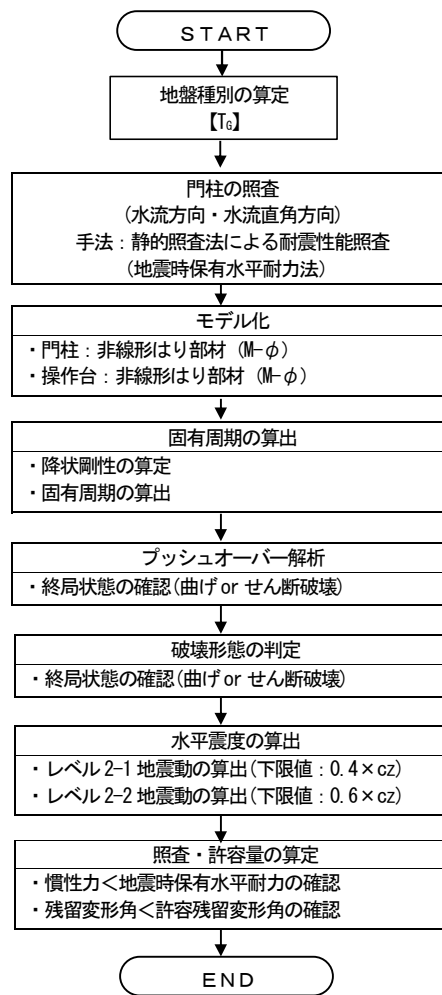 ＳＴＡＲＴ
地盤種別の算定
【TG】
門柱の照査
(水流方向・水流直角方向)
手法：静的照査法による耐震性能照査
(地震時保有水平耐力法)
モデル化
・門柱：非線形はり部材 (M-φ)
・操作台：非線形はり部材 (M-φ)
固有周期の算出
・降状剛性の算定
・固有周期の算出
プッシュオーバー解析
・終局状態の確認(曲げ or せん断破壊)
破壊形態の判定
・終局状態の確認(曲げ or せん断破壊)
水平震度の算出
・レベル 2-1 地震動の算出(下限値：0.4×cz)
・レベル 2-2 地震動の算出(下限値：0.6×cz)
照査・許容量の算定
・慣性力＜地震時保有水平耐力の確認
・残留変形角＜許容残留変形角の確認
ＥＮＤ